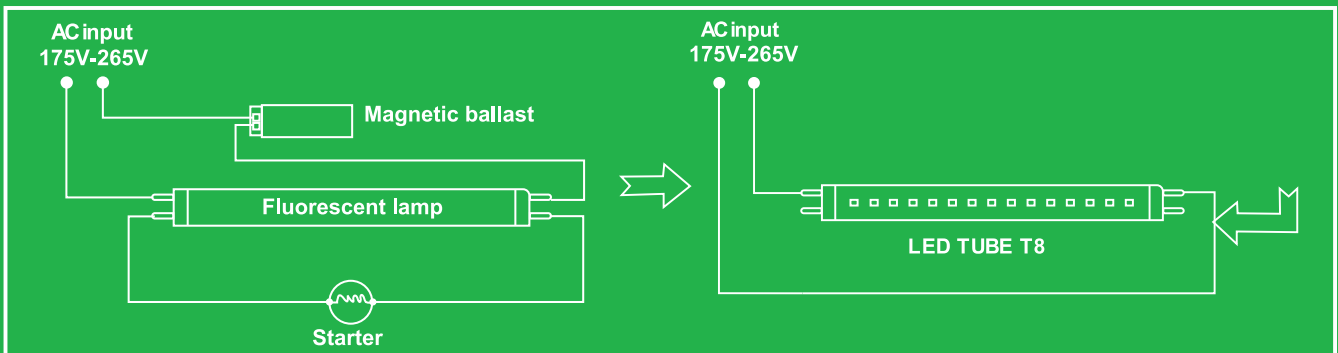 AC input
175V-265V
Magnetic ballast
Fluorescent lamp
Starter
AC input
175V-265V
LED TUBE T8